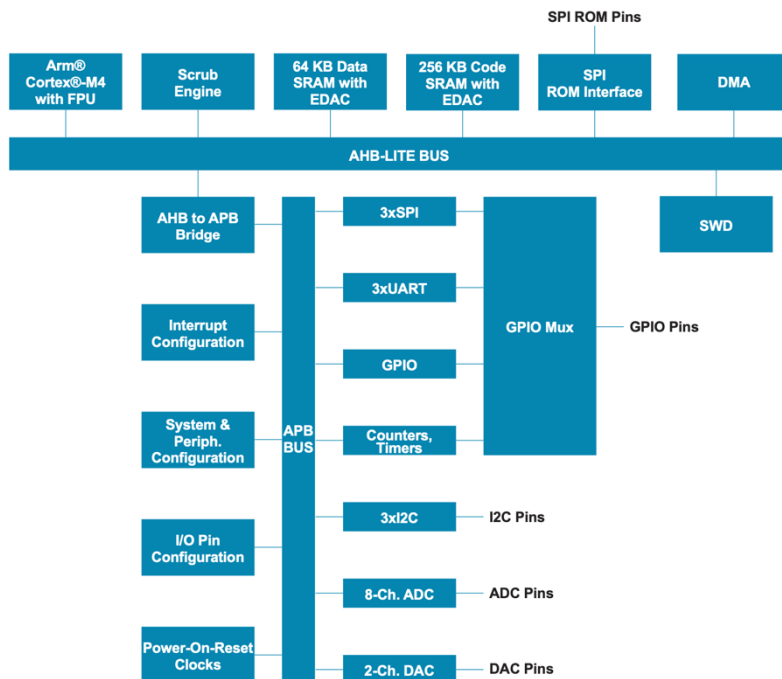 SPI ROM Pins
Arm®
Cortex®-M4
with FPU
Scrub
Engine
64 KB Data
SRAM with
EDAC
256 KB Code
SRAM with
EDAC
SPI
ROM Interface
DMA
AHB-LITE BUS
AHB to APB
Bridge
3xSPI
SWD
3xUART
Interrupt
Configuration
GPIO Mux
GPIO Pins
GPIO
System &
Periph.
Configuration
APB
BUS
Counters,
Timers
3xI2C
I2C Pins
I/O Pin
Configuration
8-Ch. ADC
ADC Pins
Power-On-Reset
Clocks
2-Ch. DAC
DAC Pins